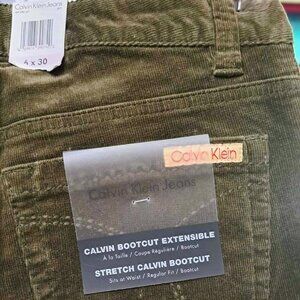 Calvin Klein Jeans
4 x 30
Calvin Klein
Calvin Klein Jeans
CALVIN BOOTCUT EXTENSIBLE
A la Taille / Coupe Régulière / Bootcut
STRETCH CALVIN BOOTCUT
Sits at Waist / Regular Fit / Bootcut